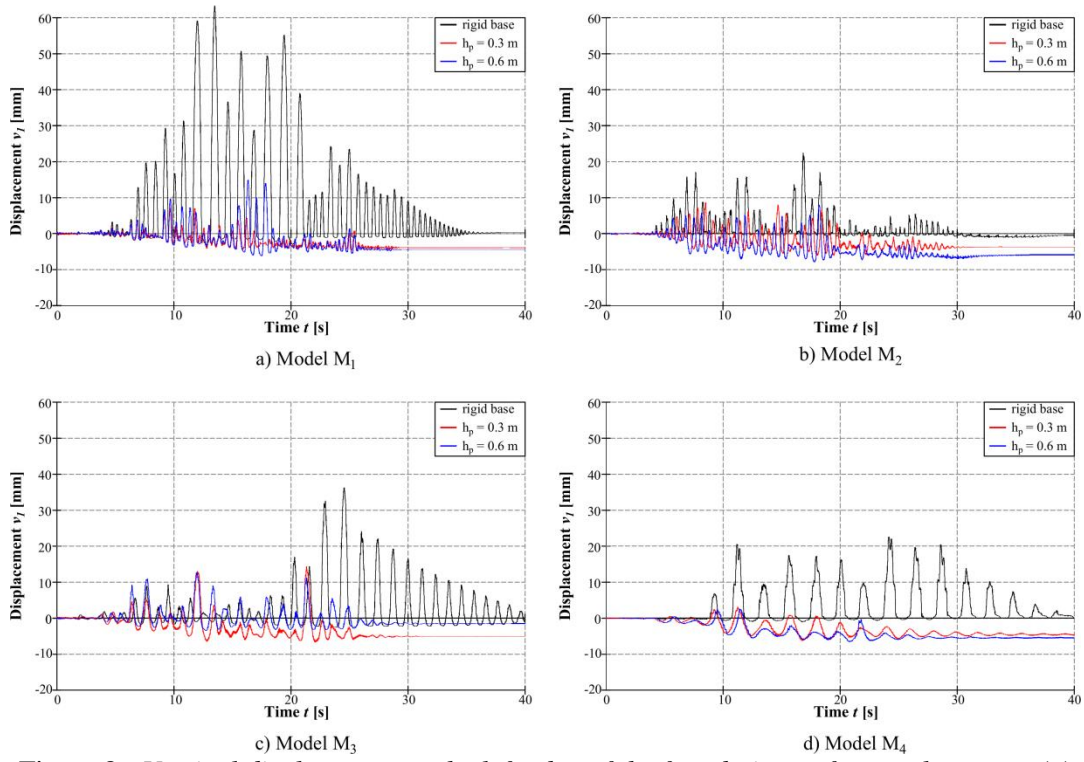 60
50
40
30
20
10
0
-10
-20
Displacement v₁ [mm]
rigid base
hₚ = 0.3 m
hₚ = 0.6 m
0 10 20 30 40
Time t [s]
a) Model M₁
60
50
40
30
20
10
0
-10
-20
Displacement v₁ [mm]
rigid base
hₚ = 0.3 m
hₚ = 0.6 m
0 10 20 30 40
Time t [s]
b) Model M₂
60
50
40
30
20
10
0
-10
-20
Displacement v₁ [mm]
rigid base
hₚ = 0.3 m
hₚ = 0.6 m
0 10 20 30 40
Time t [s]
c) Model M₃
60
50
40
30
20
10
0
-10
-20
Displacement v₁ [mm]
rigid base
hₚ = 0.3 m
hₚ = 0.6 m
0 10 20 30 40
Time t [s]
d) Model M₄
Vertical displacement